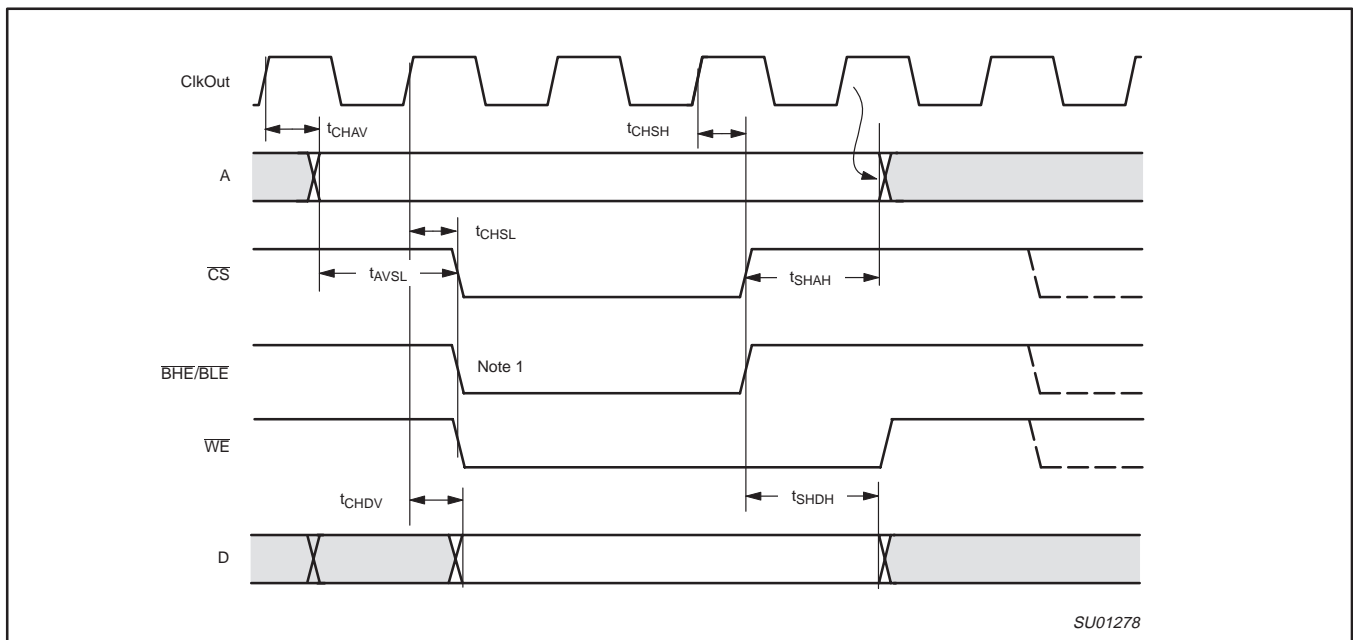 ClkOut
tCHAV
tCHSH
A
tCHSL
CS
tAVSL
tSHAH
BHE/BLE
Note 1
WE
tCHDV
tSHDH
D
SU01278